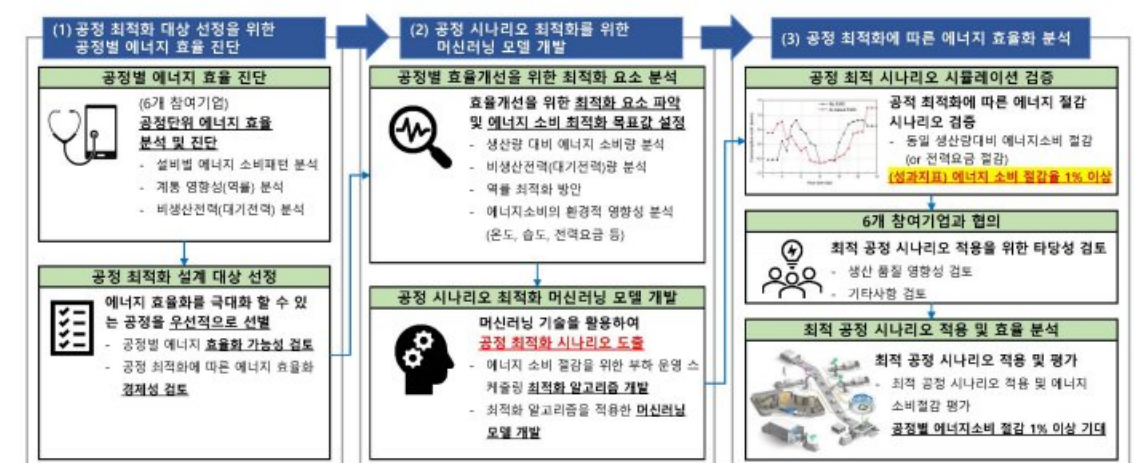 (1) 공정 최적화 대상 선정을 위한
공정별 에너지 효율 진단
공정별 에너지 효율 진단
(6개 참여기업)
공정단위 에너지 효율
분석 및 진단
- 설비별 에너지 소비패턴 분석
- 계통 영향성(역률) 분석
- 비생산전력(대기전력) 분석
공정 최적화 설계 대상 선정
에너지 효율화를 극대화 할 수 있
는 공정을 우선적으로 선별
- 공정별 에너지 효율화 가능성 검토
- 공정 최적화에 따른 에너지 효율화
경제성 검토
(2) 공정 시나리오 최적화를 위한
머신러닝 모델 개발
공정별 효율개선을 위한 최적화 요소 분석
효율개선을 위한 최적화 요소 파악
및 에너지 소비 최적화 목표값 설정
- 생산량 대비 에너지 소비량 분석
- 비생산전력(대기전력)량 분석
- 역률 최적화 방안
- 에너지소비의 환경적 영향성 분석
(온도, 습도, 전력요금 등)
공정 시나리오 최적화 머신러닝 모델 개발
머신러닝 기술을 활용하여
공정 최적화 시나리오 도출
- 에너지 소비 절감을 위한 부하 운영 스
케줄링 최적화 알고리즘 개발
- 최적화 알고리즘을 적용한 머신러닝
모델 개발
(3) 공정 최적화에 따른 에너지 효율화 분석
공정 최적 시나리오 시뮬레이션 검증
공적 최적화에 따른 에너지 절감
시나리오 검증
- 동일 생산량대비 에너지소비 절감
(or 전력요금 절감)
(성과지표) 에너지 소비 절감율 1% 이상
6개 참여기업과 협의
최적 공정 시나리오 적용을 위한 타당성 검토
- 생산 품질 영향성 검토
- 기타사항 검토
최적 공정 시나리오 적용 및 효율 분석
최적 공정 시나리오 적용 및 평가
- 최적 공정 시나리오 적용 및 에너지
소비절감 평가
공정별 에너지소비 절감 1% 이상 기대